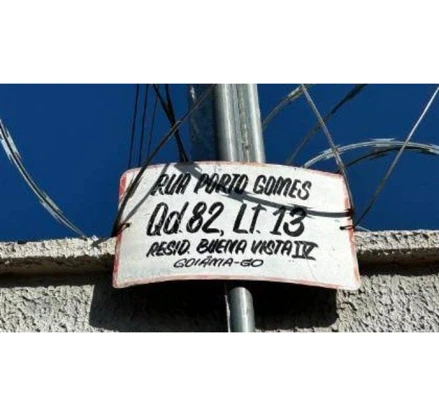 RUA PORTO GOMES
Qd.82, LT.13
RESID. BUENA VISTA IV
GOIÂNIA-GO